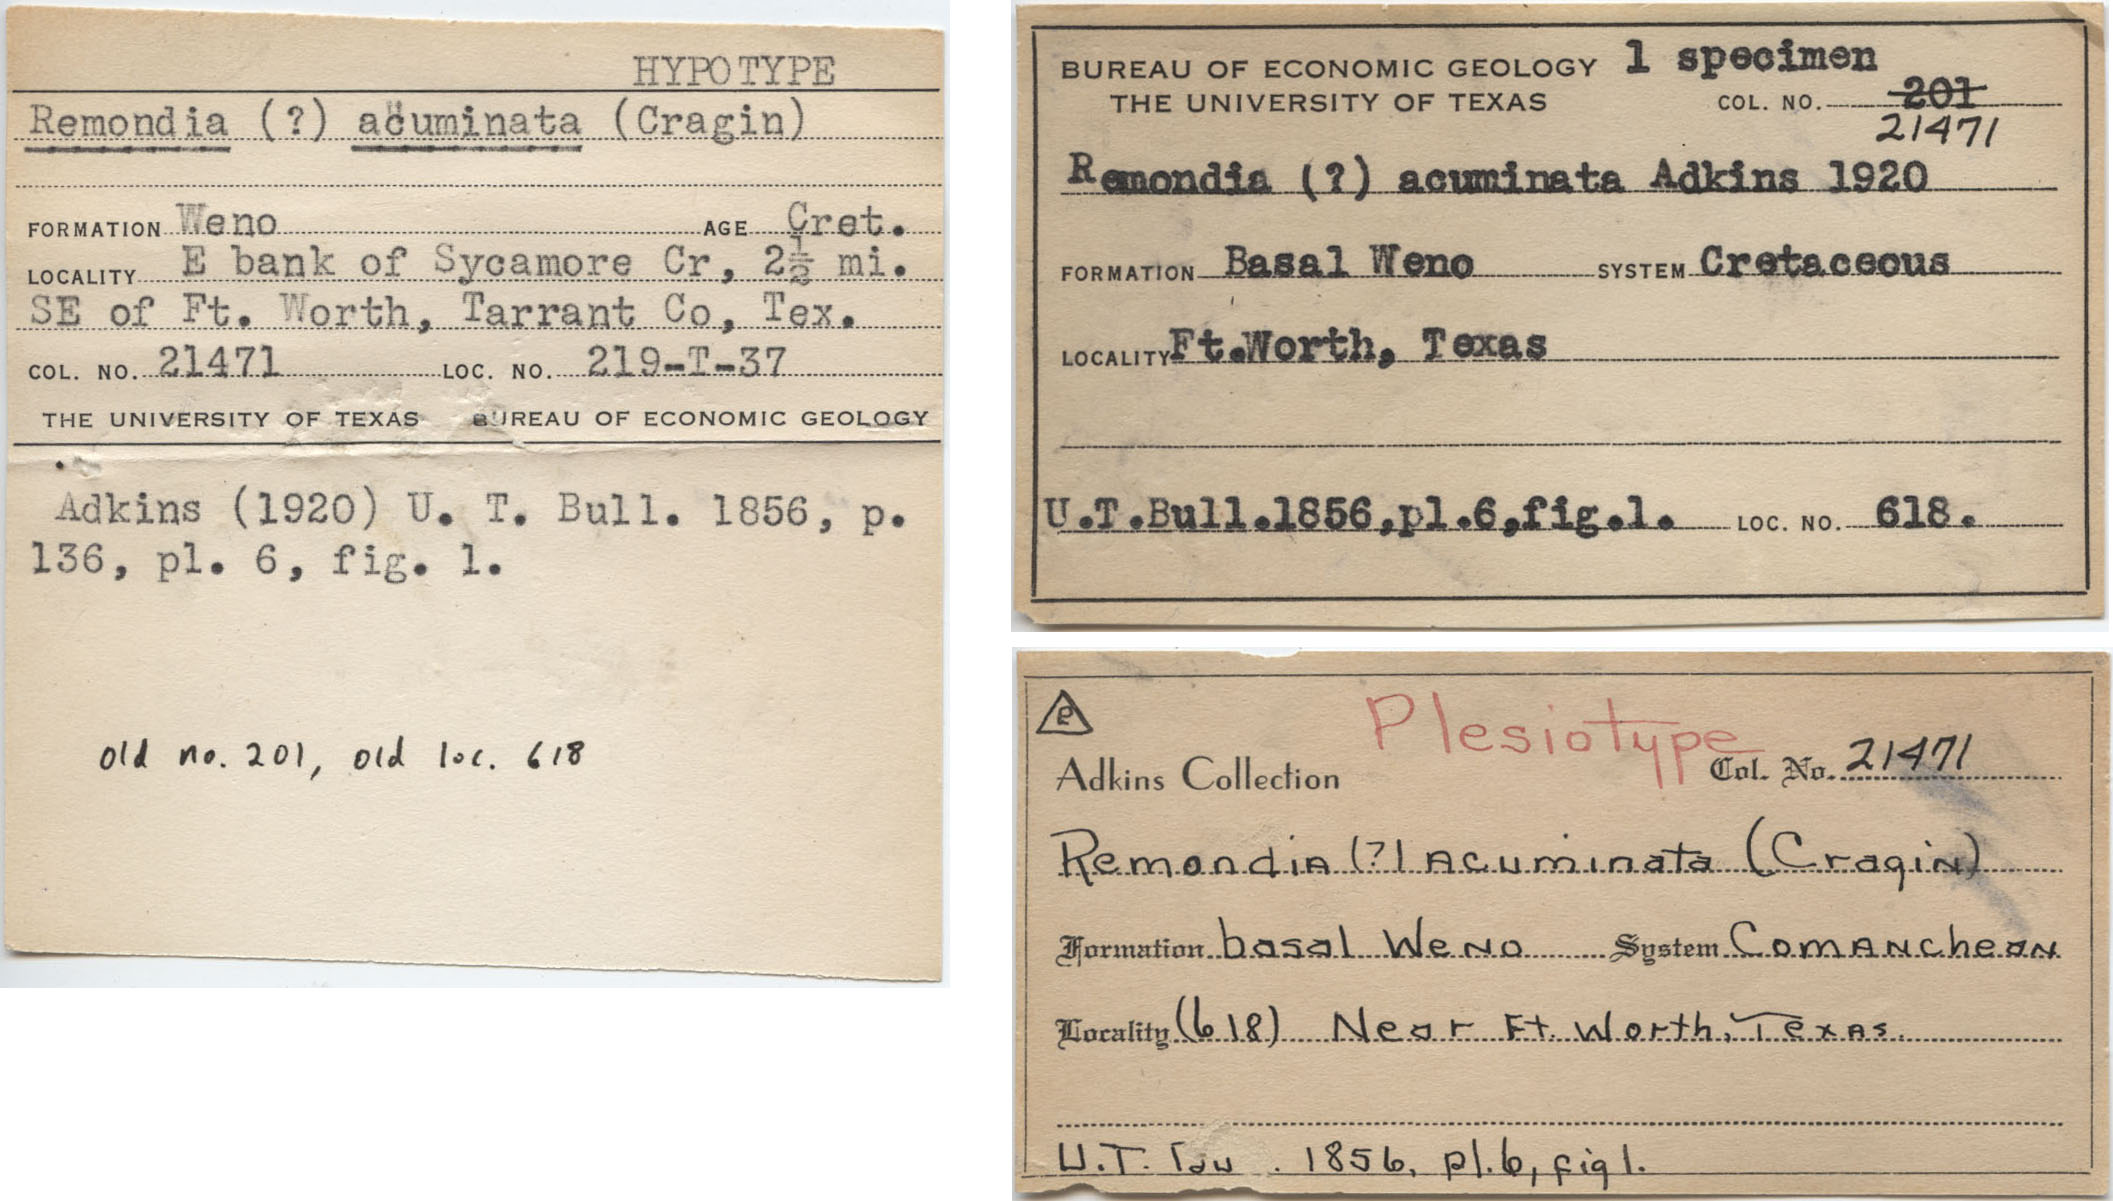 HYPOTYPE
Remondia (?) acuminata (Cragin)
FORMATION Weno AGE Cret.
LOCALITY E bank of Sycamore Cr, 2½ mi.
SE of Ft. Worth, Tarrant Co, Tex.
COL. NO. 21471 LOC. NO. 219-T-37
THE UNIVERSITY OF TEXAS BUREAU OF ECONOMIC GEOLOGY
Adkins (1920) U. T. Bull. 1856, p.
136, pl. 6, fig. 1.
old no. 201, old loc. 618
BUREAU OF ECONOMIC GEOLOGY 1 specimen
THE UNIVERSITY OF TEXAS COL. NO. 201
21471
Remondia (?) acuminata Adkins 1920
FORMATION Basal Weno SYSTEM Cretaceous
LOCALITY Ft.Worth, Texas
U.T.Bull.1856,pl.6,fig.1. LOC. NO. 618.
Plesiotype
Adkins Collection Col. No. 21471
Remondia (?) acuminata (Cragin)
Formation basal Weno System Comanchean
Locality (618) Near Ft. Worth, Texas.
U.T. 1856, pl.6, fig 1.